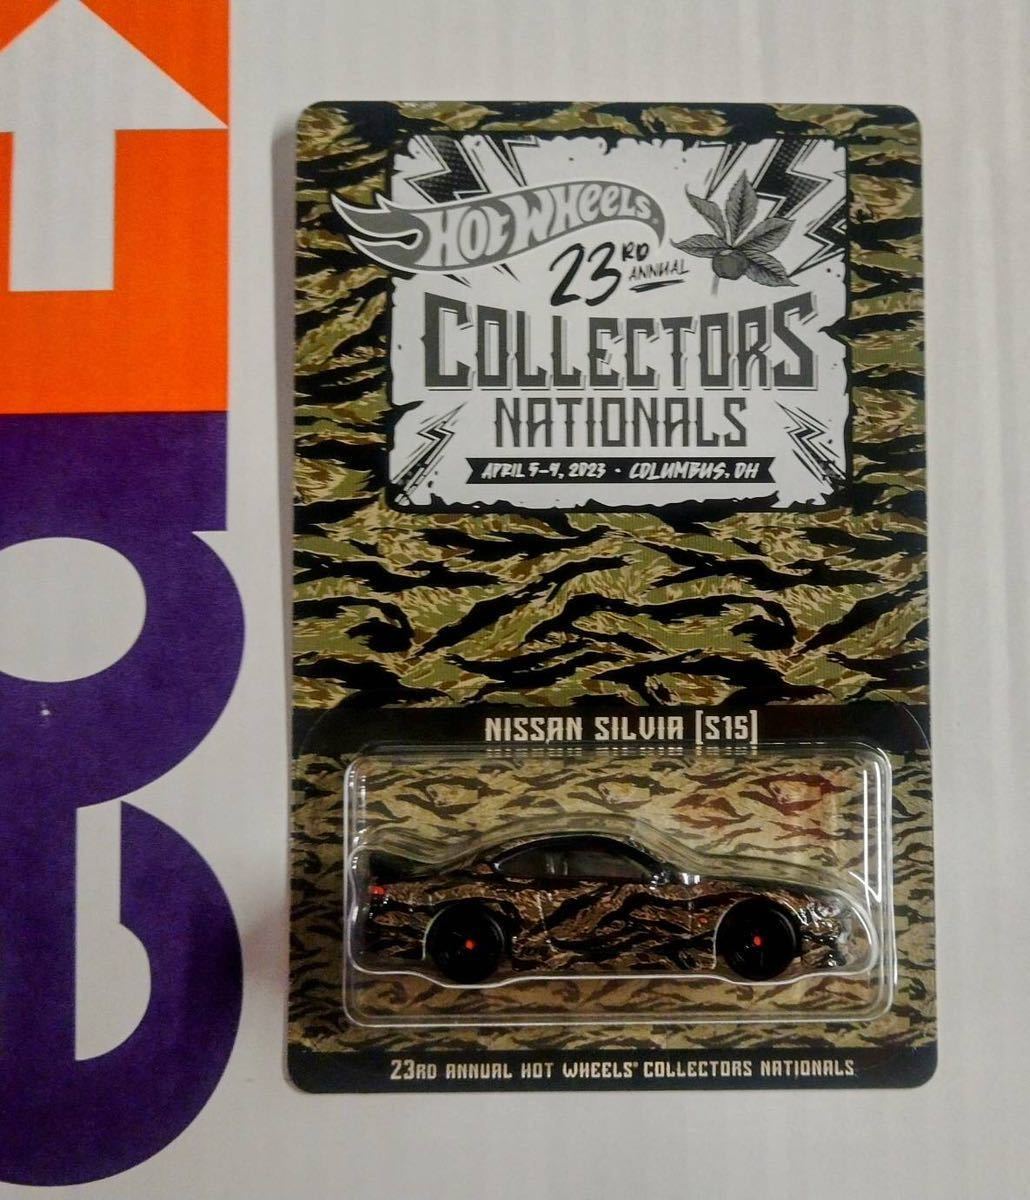 Hot Wheels
23RD
ANNUAL
COLLECTORS
NATIONALS
APRIL 5-9, 2023 · COLUMBUS, OH
NISSAN SILVIA [S15]
23RD ANNUAL HOT WHEELS® COLLECTORS NATIONALS